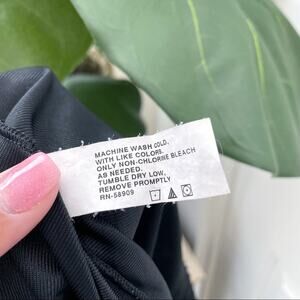 MACHINE WASH COLD,
WITH LIKE COLORS.
ONLY NON-CHLORINE BLEACH
AS NEEDED.
TUMBLE DRY LOW,
REMOVE PROMPTLY
RN-58909